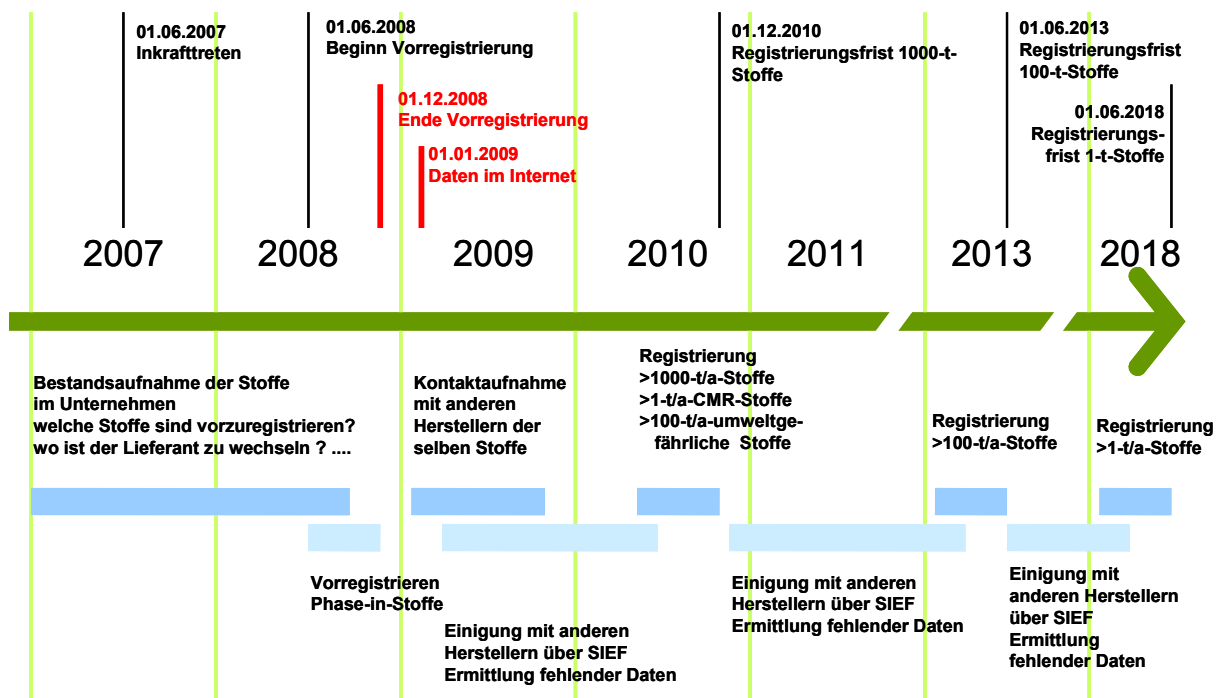 01.06.2007
Inkrafttreten
01.06.2008
Beginn Vorregistrierung
01.12.2008
Ende Vorregistrierung
01.01.2009
Daten im Internet
01.12.2010
Registrierungsfrist 1000-t-
Stoffe
01.06.2013
Registrierungsfrist
100-t-Stoffe
01.06.2018
Registrierungs-
frist 1-t-Stoffe
2007
2008
2009
2010
2011
2013
2018
Bestandsaufnahme der Stoffe
im Unternehmen
welche Stoffe sind vorzuregistrieren?
wo ist der Lieferant zu wechseln ? ....
Kontaktaufnahme
mit anderen
Herstellern der
selben Stoffe
Registrierung
>1000-t/a-Stoffe
>1-t/a-CMR-Stoffe
>100-t/a-umweltge-
fährliche Stoffe
Registrierung
>100-t/a-Stoffe
Registrierung
>1-t/a-Stoffe
Vorregistrieren
Phase-in-Stoffe
Einigung mit anderen
Herstellern über SIEF
Ermittlung fehlender Daten
Einigung mit anderen
Herstellern über SIEF
Ermittlung fehlender Daten
Einigung mit
anderen Herstellern
über SIEF
Ermittlung
fehlender Daten